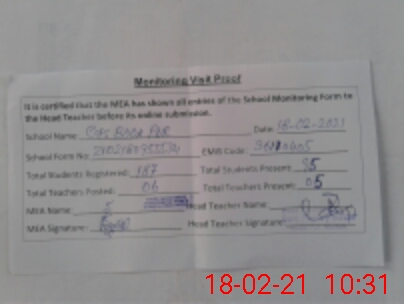 Monitoring Visit Proof
It is certified that the MEA has shown all entries of the School Monitoring Form to
the Head Teacher before its online submission.
School Name: Date: 18-02-2021
School Form No: EMIS Code:
Total Students Registered: 187 Total Students Present: 95
Total Teachers Posted: 06 Total Teachers Present: 05
MEA Name: Head Teacher Name:
MEA Signature: Head Teacher Signature:
18-02-21 10:31